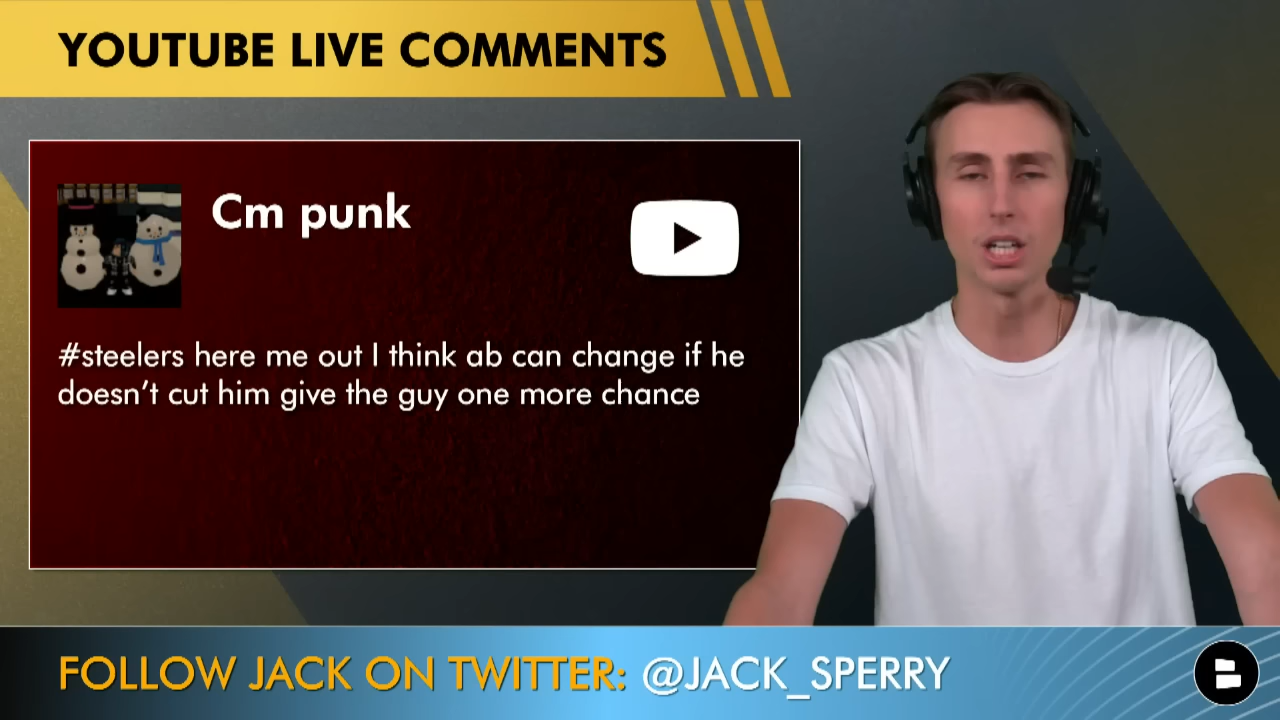 YOUTUBE LIVE COMMENTS
Cm punk
#steelers here me out I think ab can change if he
doesn’t cut him give the guy one more chance
FOLLOW JACK ON TWITTER: @JACK_SPERRY